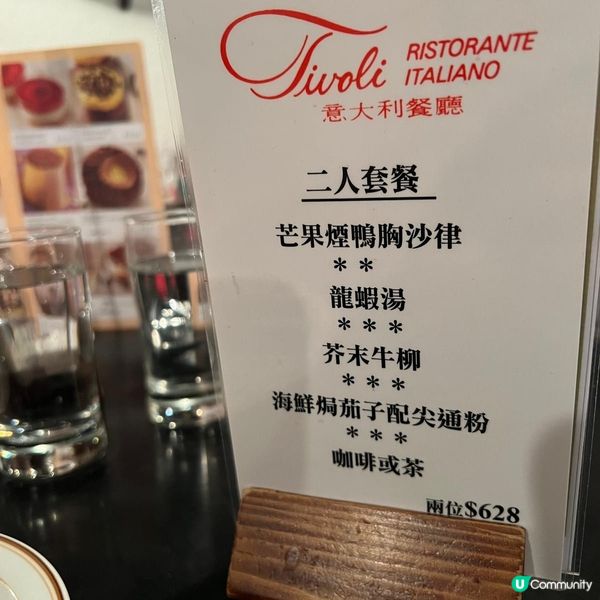 Tivoli RISTORANTE
ITALIANO
意大利餐廳
二人套餐
芒果煙鴨胸沙律
＊＊
龍蝦湯
＊＊＊
芥末牛柳
＊＊＊
海鮮焗茄子配尖通粉
＊＊＊
咖啡或茶
兩位$628
U Community